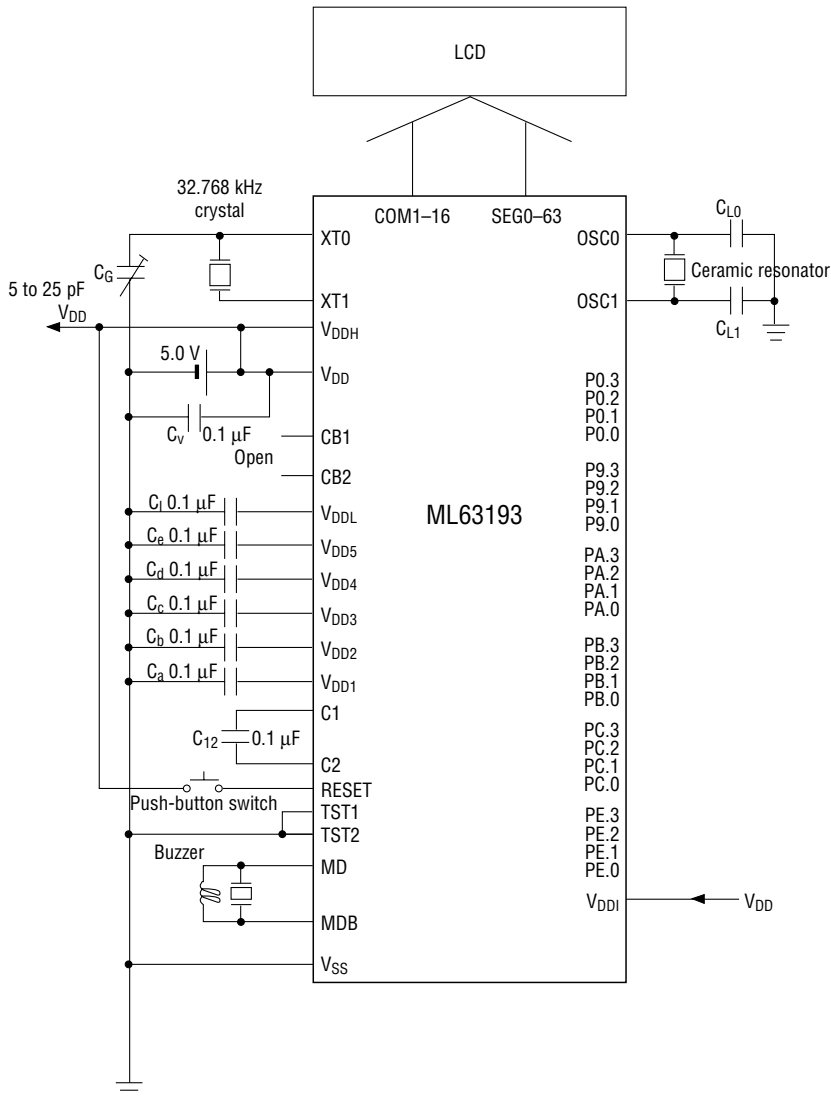 LCD
32.768 kHz
crystal
COM1–16 SEG0–63
XT0
OSC0
CL0
CG
Ceramic resonator
5 to 25 pF
XT1
OSC1
VDD
VDDH
CL1
5.0 V
VDD
P0.3
P0.2
P0.1
P0.0
Cv 0.1 μF
CB1
Open
CB2
P9.3
P9.2
P9.1
P9.0
ML63193
Cl 0.1 μF
VDDL
Ce 0.1 μF
VDD5
Cd 0.1 μF
VDD4
Cc 0.1 μF
VDD3
Cb 0.1 μF
VDD2
Ca 0.1 μF
VDD1
PA.3
PA.2
PA.1
PA.0
PB.3
PB.2
PB.1
PB.0
C1
C12 0.1 μF
C2
PC.3
PC.2
PC.1
PC.0
RESET
Push-button switch
TST1
TST2
PE.3
PE.2
PE.1
PE.0
Buzzer
MD
MDB
VDDI
VDD
VSS